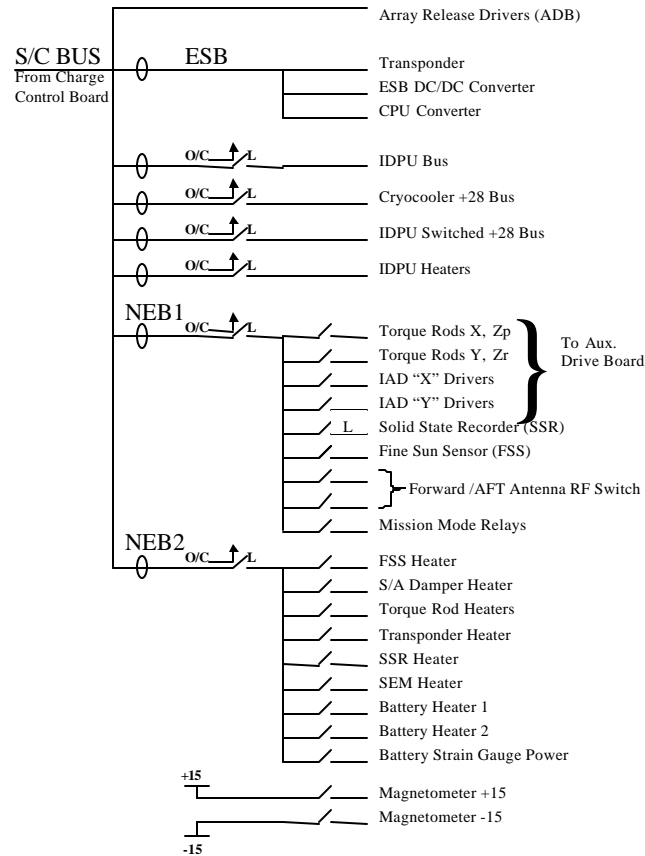 Array Release Drivers (ADB)
S/C BUS
ESB
Transponder
From Charge
Control Board
ESB DC/DC Converter
CPU Converter
O/C L IDPU Bus
O/C L Cryocooler +28 Bus
O/C L IDPU Switched +28 Bus
O/C L IDPU Heaters
NEB1
O/C L Torque Rods X, Zp
Torque Rods Y, Zr
IAD “X” Drivers
IAD “Y” Drivers
To Aux.
Drive Board
L Solid State Recorder (SSR)
Fine Sun Sensor (FSS)
Forward /AFT Antenna RF Switch
Mission Mode Relays
NEB2
O/C L FSS Heater
S/A Damper Heater
Torque Rod Heaters
Transponder Heater
SSR Heater
SEM Heater
Battery Heater 1
Battery Heater 2
Battery Strain Gauge Power
+15
Magnetometer +15
Magnetometer -15
-15